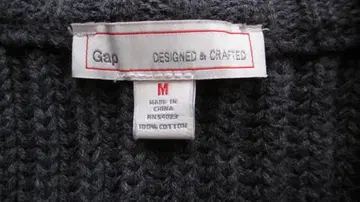 Gap DESIGNED & CRAFTED
M
MADE IN
CHINA
RN54023
100% COTTON